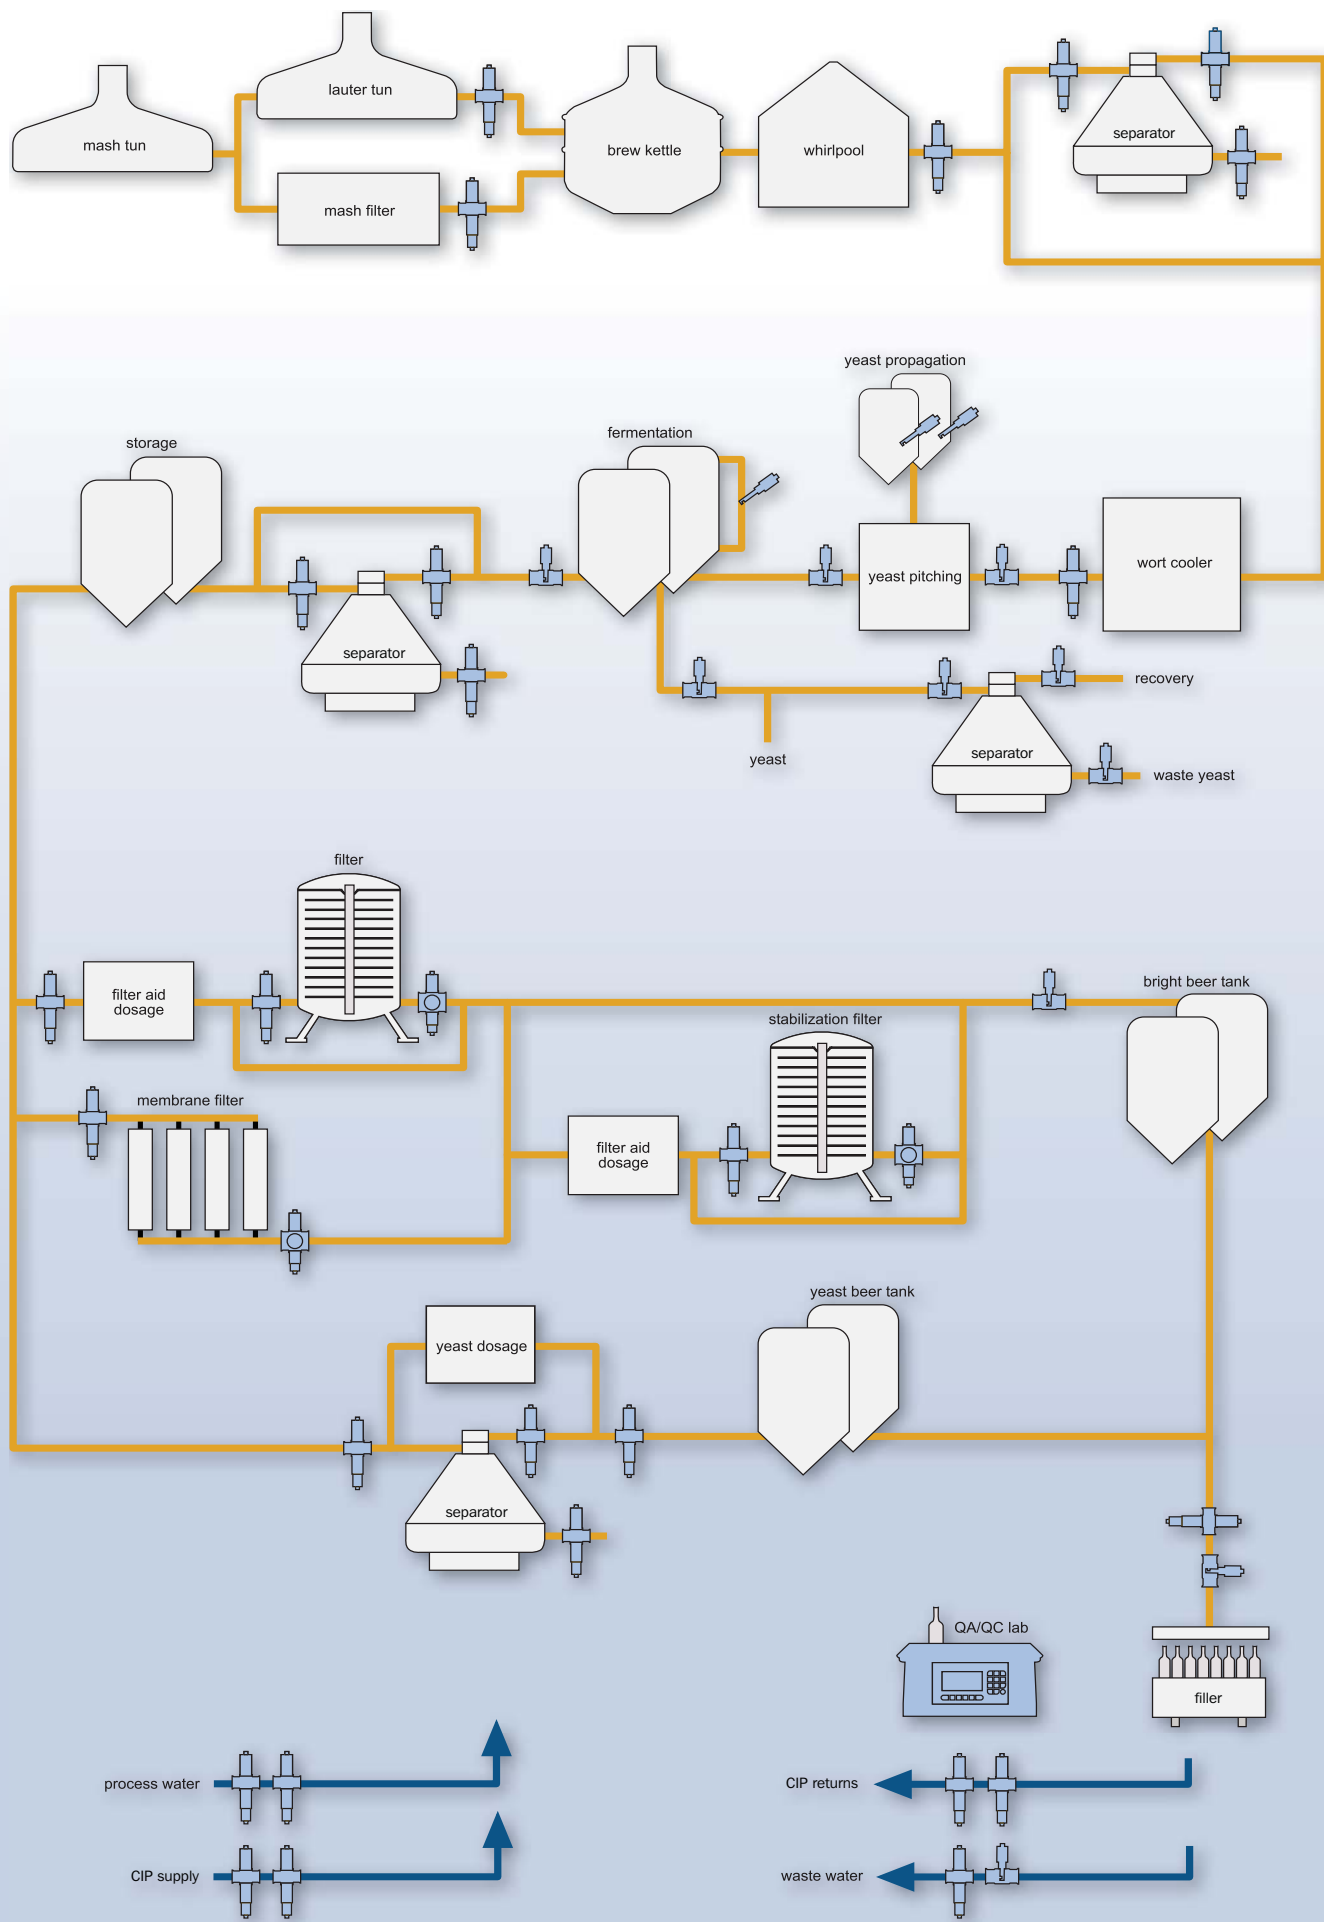 lauter tun
mash tun
mash filter
brew kettle
whirlpool
separator
yeast propagation
storage
fermentation
yeast pitching
wort cooler
separator
recovery
yeast
separator
waste yeast
filter
filter aid
dosage
stabilization filter
bright beer tank
membrane filter
filter aid
dosage
yeast beer tank
yeast dosage
separator
QA/QC lab
filler
process water
CIP returns
CIP supply
waste water